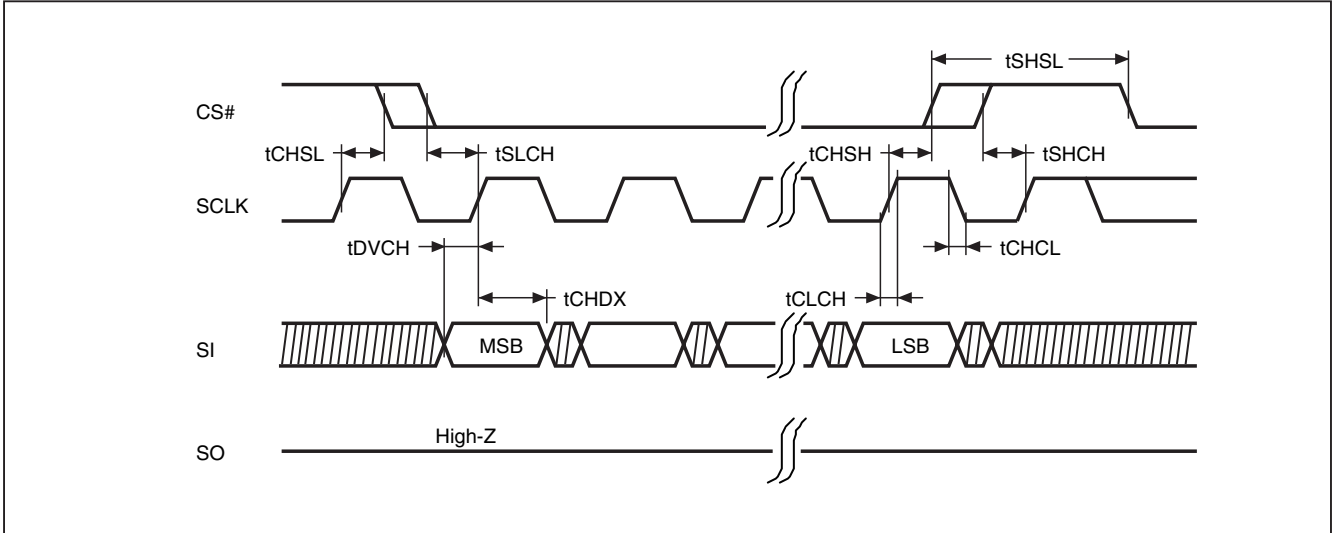 tSHSL
CS#
tCHSL
tSLCH
tCHSH
tSHCH
SCLK
tDVCH
tCHCL
tCHDX
tCLCH
SI
MSB
LSB
High-Z
SO